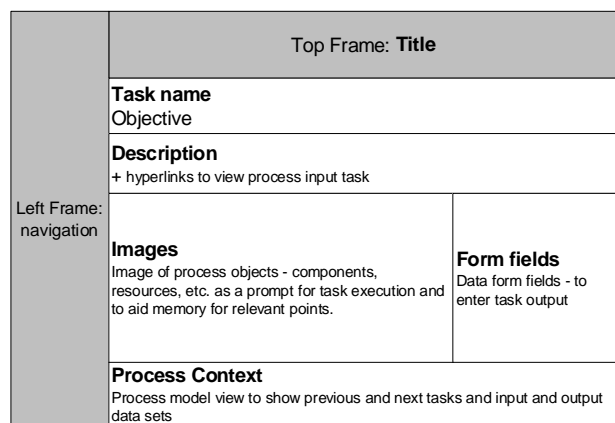 Top Frame: Title
Task name
Objective
Description
+ hyperlinks to view process input task
Left Frame:
navigation
Images
Image of process objects - components,
resources, etc. as a prompt for task execution and
to aid memory for relevant points.
Form fields
Data form fields - to
enter task output
Process Context
Process model view to show previous and next tasks and input and output
data sets